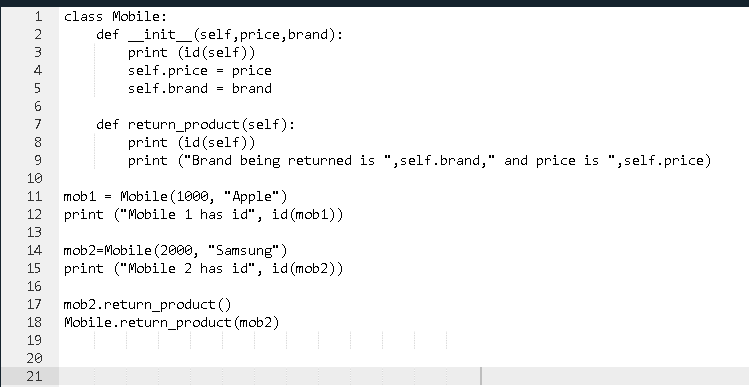 1 class Mobile:
2     def __init__(self,price,brand):
3         print (id(self))
4         self.price = price
5         self.brand = brand
6
7     def return_product(self):
8         print (id(self))
9         print ("Brand being returned is ",self.brand," and price is ",self.price)
10
11 mob1 = Mobile(1000, "Apple")
12 print ("Mobile 1 has id", id(mob1))
13
14 mob2=Mobile(2000, "Samsung")
15 print ("Mobile 2 has id", id(mob2))
16
17 mob2.return_product()
18 Mobile.return_product(mob2)
19
20
21